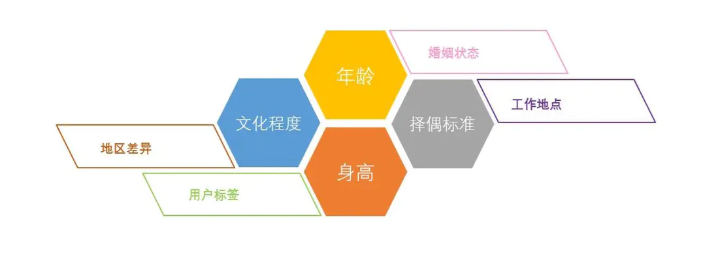 年龄
婚姻状态
文化程度
择偶标准
工作地点
地区差异
身高
用户标签